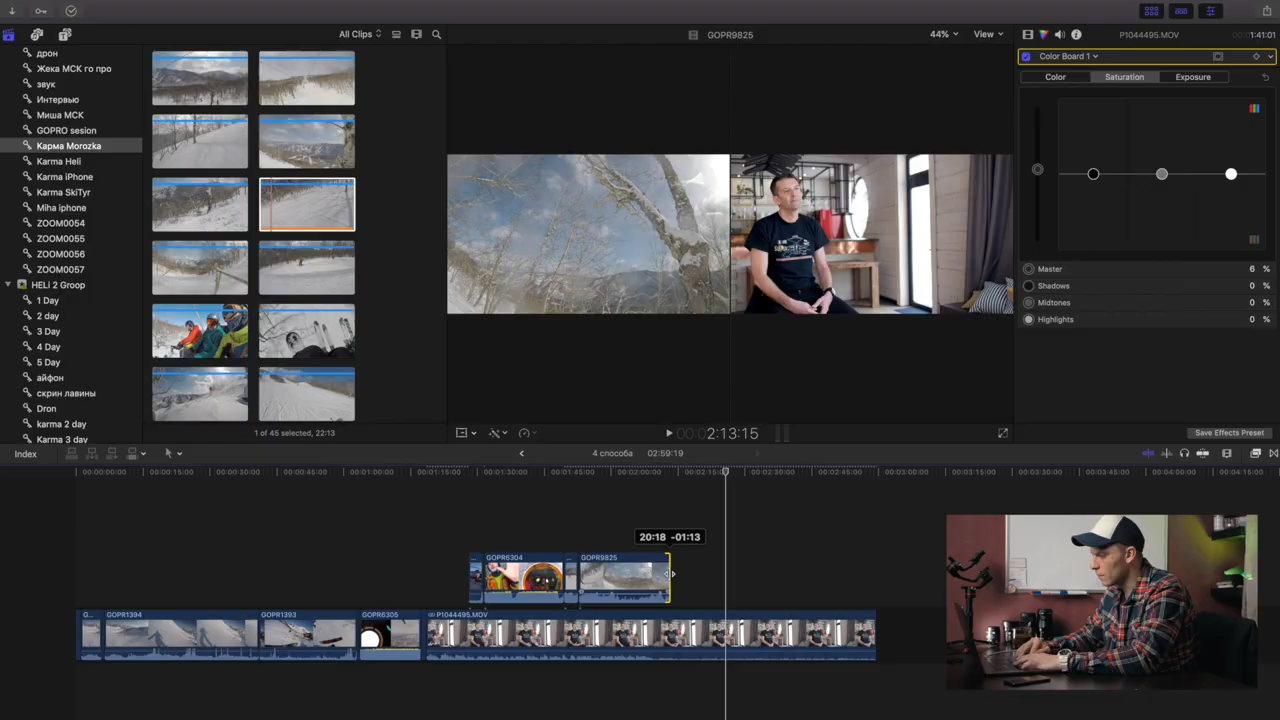 All Clips
GOPR9825
44%
View
P1044495.MOV
1:41:01
дрон
Жека МСК го про
звук
Интервью
Миша МСК
GOPRO sesion
Карма Morozka
Karma Heli
Karma iPhone
Karma SkiTyr
Miha iphone
ZOOM0054
ZOOM0055
ZOOM0056
ZOOM0057
HELi 2 Groop
1 Day
2 day
3 Day
4 Day
5 Day
айфон
скрин лавины
Dron
karma 2 day
Karma 3 day
1 of 45 selected, 22:13
2:13:15
Color Board 1
Color
Saturation
Exposure
Master 6 %
Shadows 0 %
Midtones 0 %
Highlights 0 %
Save Effects Preset
Index
4 способа
02:59:19
00:00:00:00
00:00:15:00
00:00:30:00
00:00:45:00
00:01:00:00
00:01:15:00
00:01:30:00
00:01:45:00
00:02:00:00
00:02:15:00
00:02:30:00
00:02:45:00
00:03:00:00
00:03:15:00
00:03:30:00
00:03:45:00
00:04:00:00
00:04:15:00
20:18 -01:13
GOPR6304
GOPR9825
G...
GOPR1394
GOPR1393
GOPR6305
P1044495.MOV